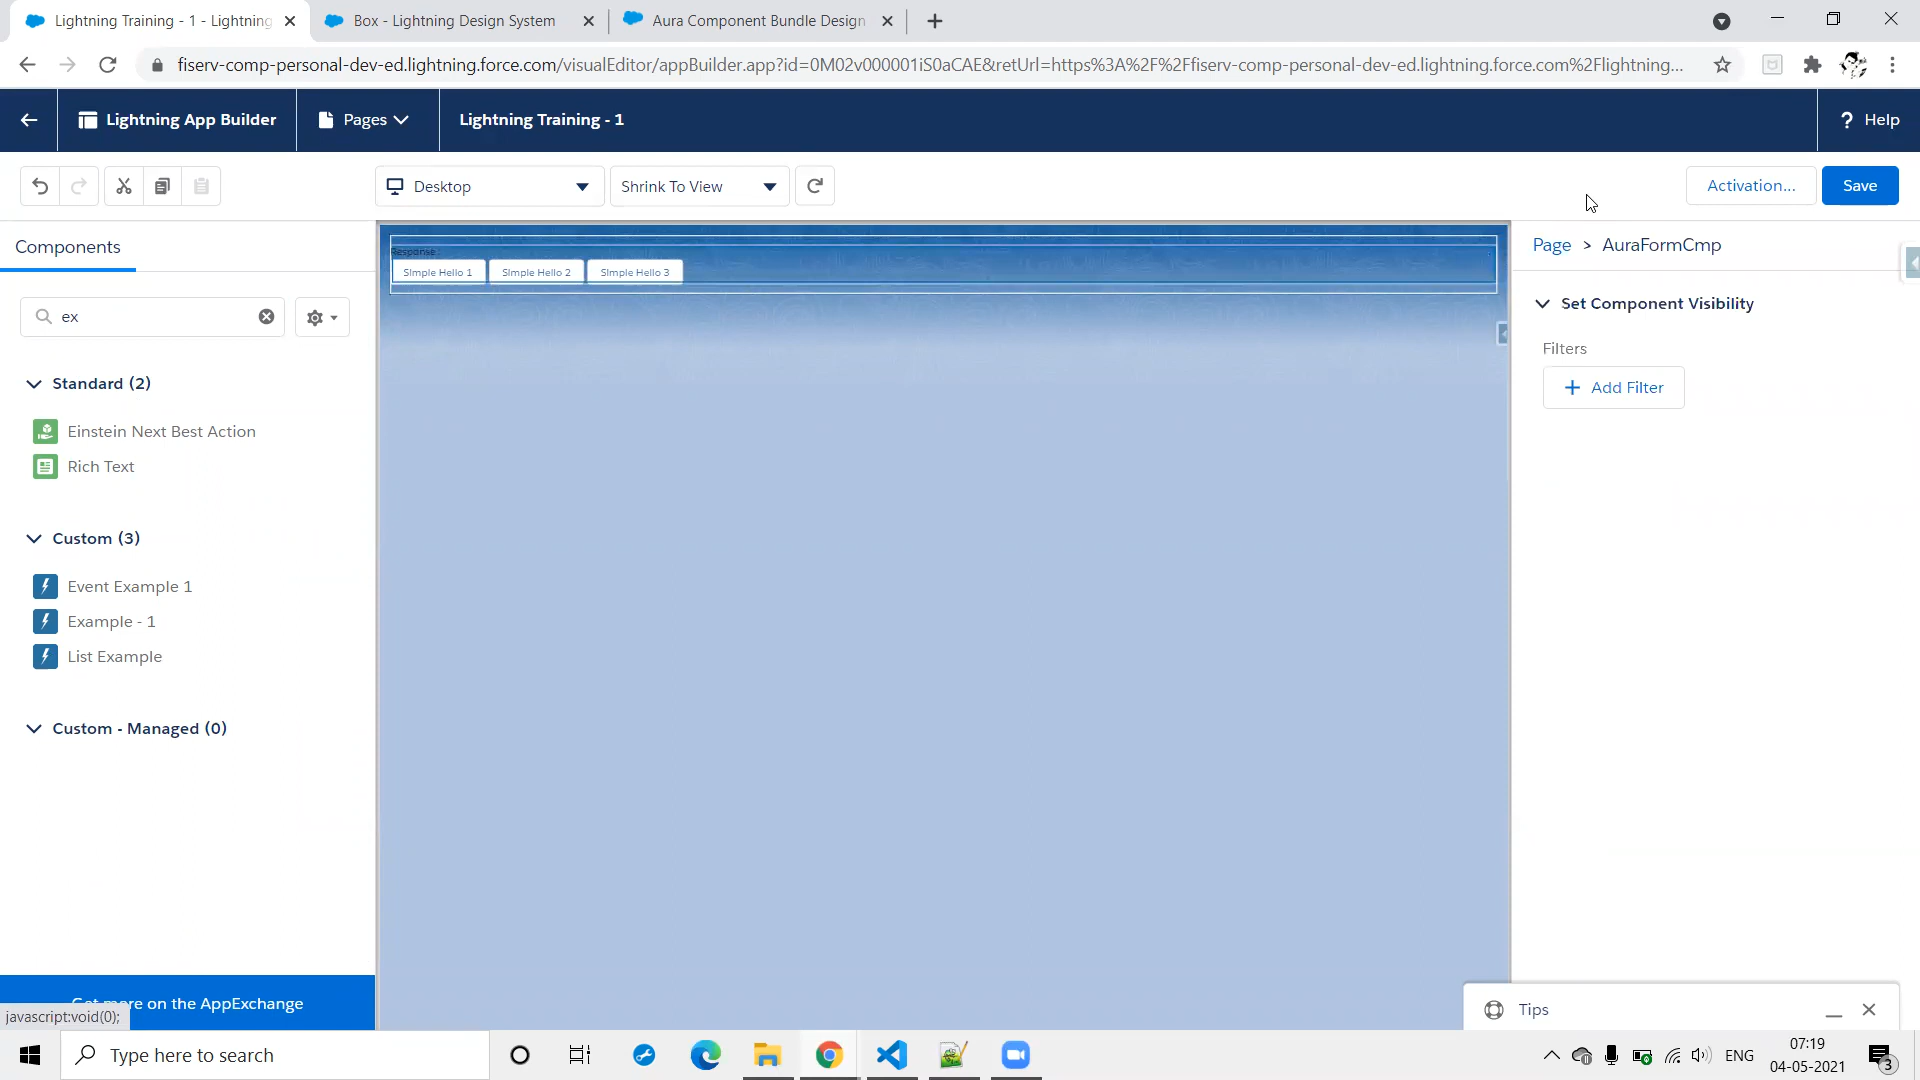 Lightning Training - 1 - Lightning
Box - Lightning Design System
Aura Component Bundle Design
fiserv-comp-personal-dev-ed.lightning.force.com/visualEditor/appBuilder.app?id=0M02v000001iS0aCAE&retUrl=https%3A%2F%2Ffiserv-comp-personal-dev-ed.lightning.force.com%2Flightning...
Lightning App Builder
Pages
Lightning Training - 1
? Help
Desktop
Shrink To View
Activation...
Save
Components
ex
Standard (2)
Einstein Next Best Action
Rich Text
Custom (3)
Event Example 1
Example - 1
List Example
Custom - Managed (0)
Get more on the AppExchange
javascript:void(0);
Response :
SImple Hello 1
SImple Hello 2
SImple Hello 3
Page > AuraFormCmp
Set Component Visibility
Filters
+ Add Filter
Tips
Type here to search
ENG
07:19
04-05-2021
3